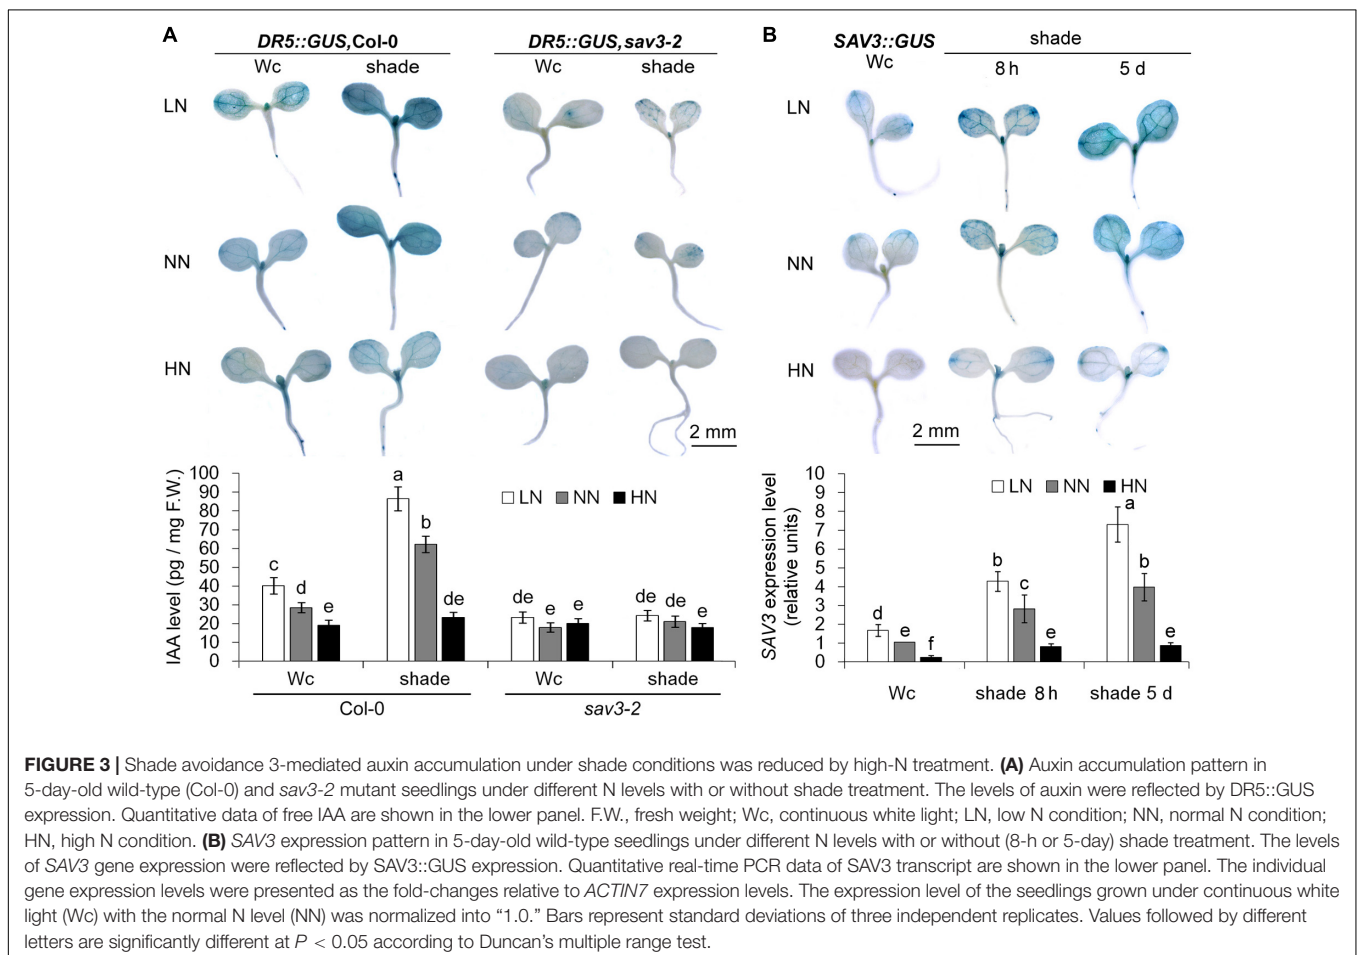 A
DR5::GUS,Col-0
DR5::GUS,sav3-2
Wc shade Wc shade
LN
NN
HN
2 mm
B
SAV3::GUS shade
Wc 8 h 5 d
LN
NN
HN
2 mm
IAA level (pg / mg F.W.)
100
90
80
70
60
50
40
30
20
10
0
LN NN HN
c d e a b de de e e de de e
Wc shade Wc shade
Col-0 sav3-2
SAV3 expression level
(relative units)
10
9
8
7
6
5
4
3
2
1
0
LN NN HN
d e f b c e a b e
Wc shade 8 h shade 5 d
FIGURE 3 | Shade avoidance 3-mediated auxin accumulation under shade conditions was reduced by high-N treatment. (A) Auxin accumulation pattern in
5-day-old wild-type (Col-0) and sav3-2 mutant seedlings under different N levels with or without shade treatment. The levels of auxin were reflected by DR5::GUS
expression. Quantitative data of free IAA are shown in the lower panel. F.W., fresh weight; Wc, continuous white light; LN, low N condition; NN, normal N condition;
HN, high N condition. (B) SAV3 expression pattern in 5-day-old wild-type seedlings under different N levels with or without (8-h or 5-day) shade treatment. The levels
of SAV3 gene expression were reflected by SAV3::GUS expression. Quantitative real-time PCR data of SAV3 transcript are shown in the lower panel. The individual
gene expression levels were presented as the fold-changes relative to ACTIN7 expression levels. The expression level of the seedlings grown under continuous white
light (Wc) with the normal N level (NN) was normalized into “1.0.” Bars represent standard deviations of three independent replicates. Values followed by different
letters are significantly different at P < 0.05 according to Duncan’s multiple range test.